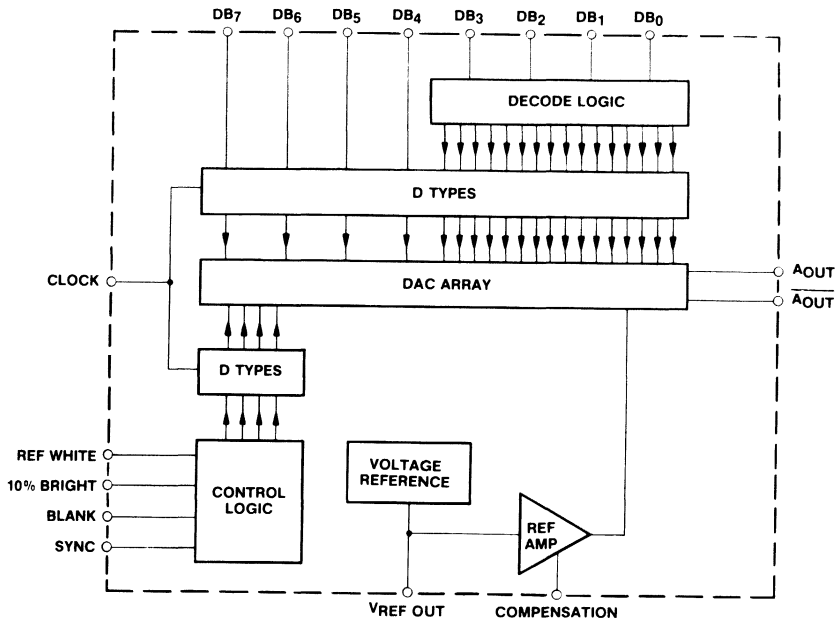 DB7 DB6 DB5 DB4 DB3 DB2 DB1 DB0
DECODE LOGIC
D TYPES
CLOCK
DAC ARRAY
AOUT
AOUT
D TYPES
REF WHITE
10% BRIGHT
BLANK
SYNC
CONTROL
LOGIC
VOLTAGE
REFERENCE
REF
AMP
VREF OUT
COMPENSATION